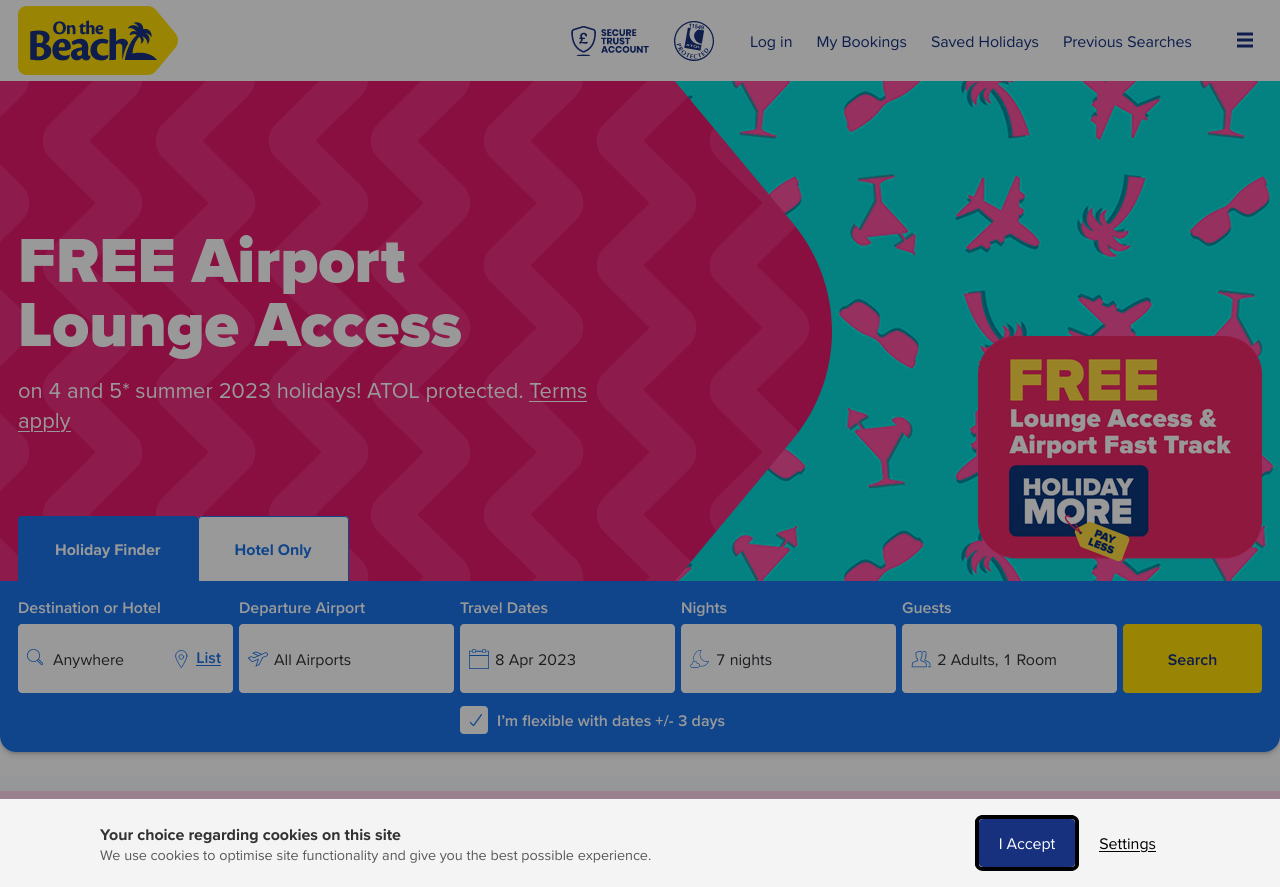 On the
Beach
£
SECURE
TRUST
ACCOUNT
PROTECTED
Log in
My Bookings
Saved Holidays
Previous Searches
FREE Airport
Lounge Access
on 4 and 5* summer 2023 holidays! ATOL protected. Terms
apply
FREE
Lounge Access &
Airport Fast Track
HOLIDAY
MORE
PAY
LESS
Holiday Finder
Hotel Only
Destination or Hotel
Departure Airport
Travel Dates
Nights
Guests
Anywhere
List
All Airports
8 Apr 2023
7 nights
2 Adults, 1 Room
Search
I'm flexible with dates +/- 3 days
Your choice regarding cookies on this site
We use cookies to optimise site functionality and give you the best possible experience.
I Accept
Settings